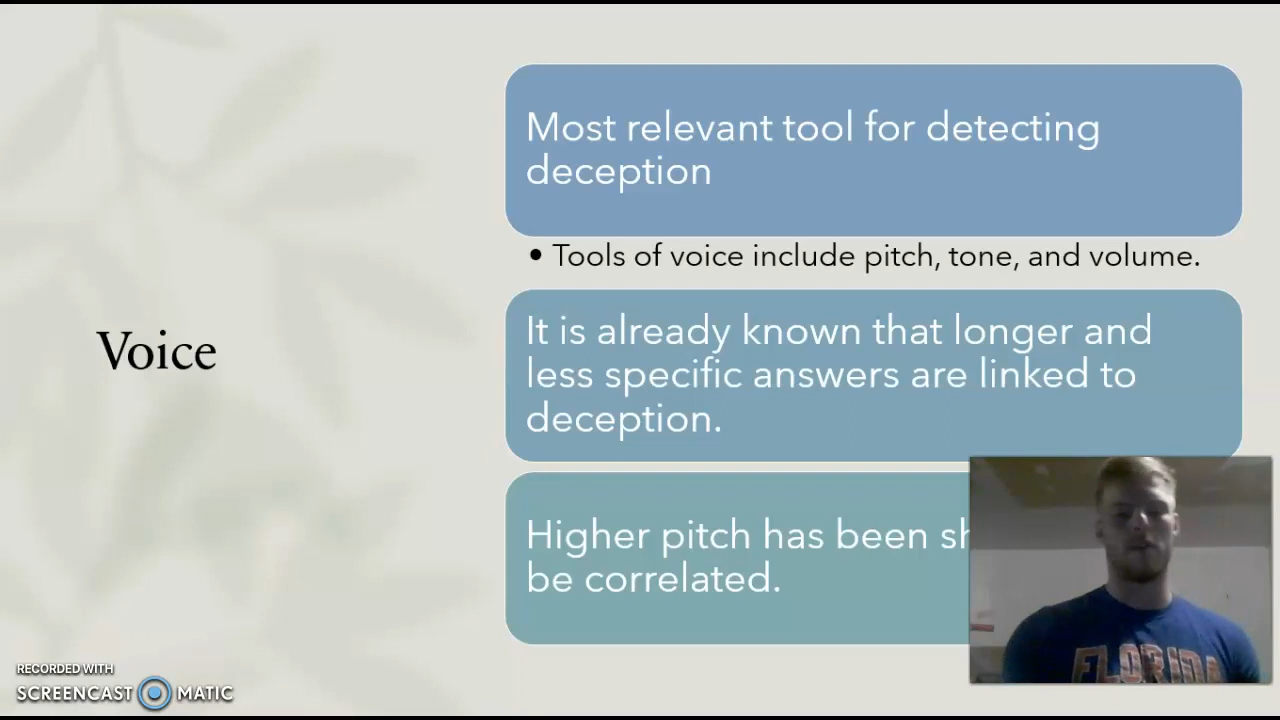 Voice
Most relevant tool for detecting
deception
• Tools of voice include pitch, tone, and volume.
It is already known that longer and
less specific answers are linked to
deception.
Higher pitch has been
be correlated.
FLORIDA
RECORDED WITH
SCREENCAST MATIC